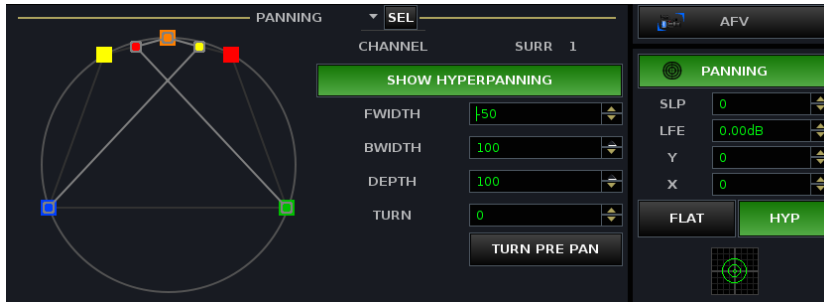 PANNING
SEL
CHANNEL SURR 1
SHOW HYPERPANNING
FWIDTH -50
BWIDTH 100
DEPTH 100
TURN 0
TURN PRE PAN
AFV
PANNING
SLP 0
LFE 0.00dB
Y 0
X 0
FLAT HYP